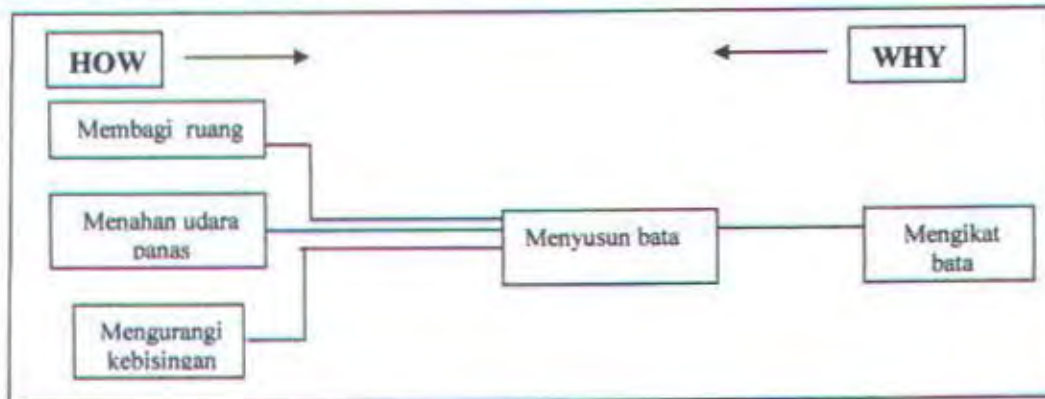 HOW
WHY
Membagi ruang
Menahan udara
panas
Menyusun bata
Mengikat
bata
Mengurangi
kebisingan